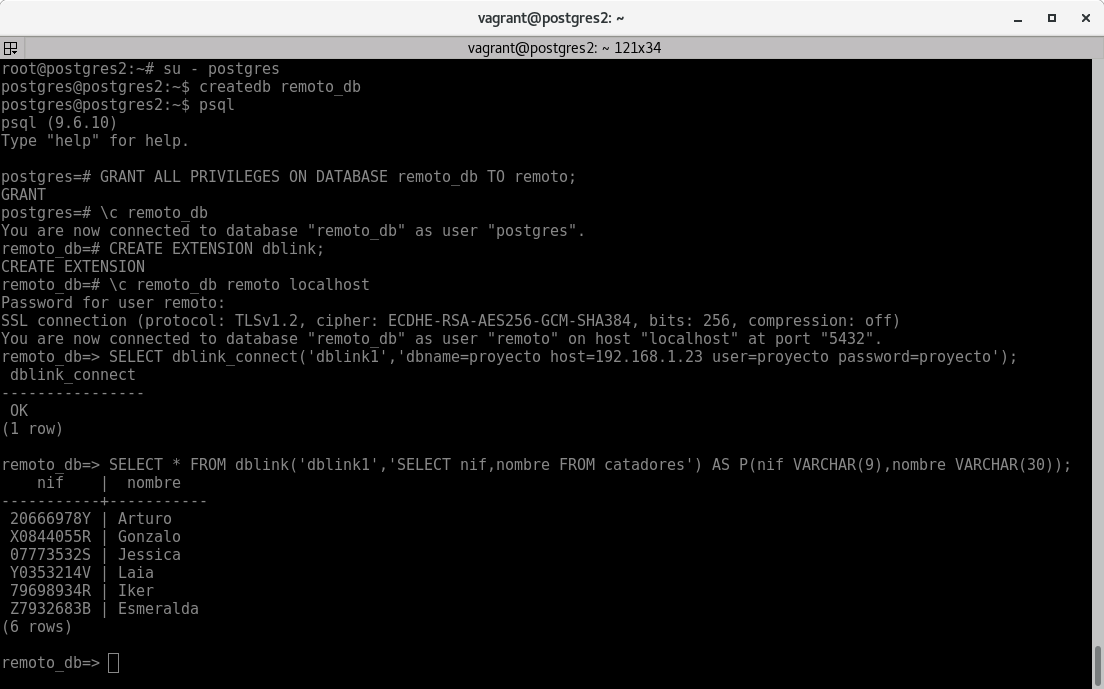 vagrant@postgres2: ~
vagrant@postgres2: ~ 121x34
root@postgres2:~# su - postgres
postgres@postgres2:~$ createdb remoto_db
postgres@postgres2:~$ psql
psql (9.6.10)
Type "help" for help.

postgres=# GRANT ALL PRIVILEGES ON DATABASE remoto_db TO remoto;
GRANT
postgres=# \c remoto_db
You are now connected to database "remoto_db" as user "postgres".
remoto_db=# CREATE EXTENSION dblink;
CREATE EXTENSION
remoto_db=# \c remoto_db remoto localhost
Password for user remoto:
SSL connection (protocol: TLSv1.2, cipher: ECDHE-RSA-AES256-GCM-SHA384, bits: 256, compression: off)
You are now connected to database "remoto_db" as user "remoto" on host "localhost" at port "5432".
remoto_db=> SELECT dblink_connect('dblink1','dbname=proyecto host=192.168.1.23 user=proyecto password=proyecto');
 dblink_connect
----------------
 OK
(1 row)

remoto_db=> SELECT * FROM dblink('dblink1','SELECT nif,nombre FROM catadores') AS P(nif VARCHAR(9),nombre VARCHAR(30));
    nif    |  nombre
-----------+-----------
 20666978Y | Arturo
 X0844055R | Gonzalo
 07773532S | Jessica
 Y0353214V | Laia
 79698934R | Iker
 Z7932683B | Esmeralda
(6 rows)

remoto_db=>